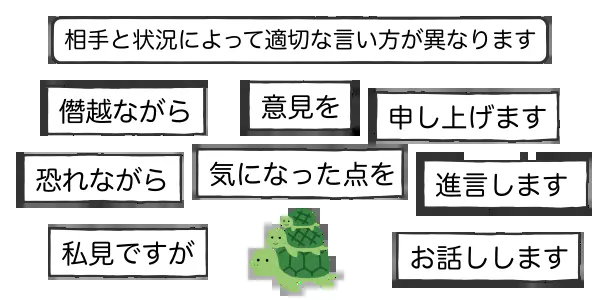 相手と状況によって適切な言い方が異なります
僭越ながら
意見を
申し上げます
恐れながら
気になった点を
進言します
私見ですが
お話しします